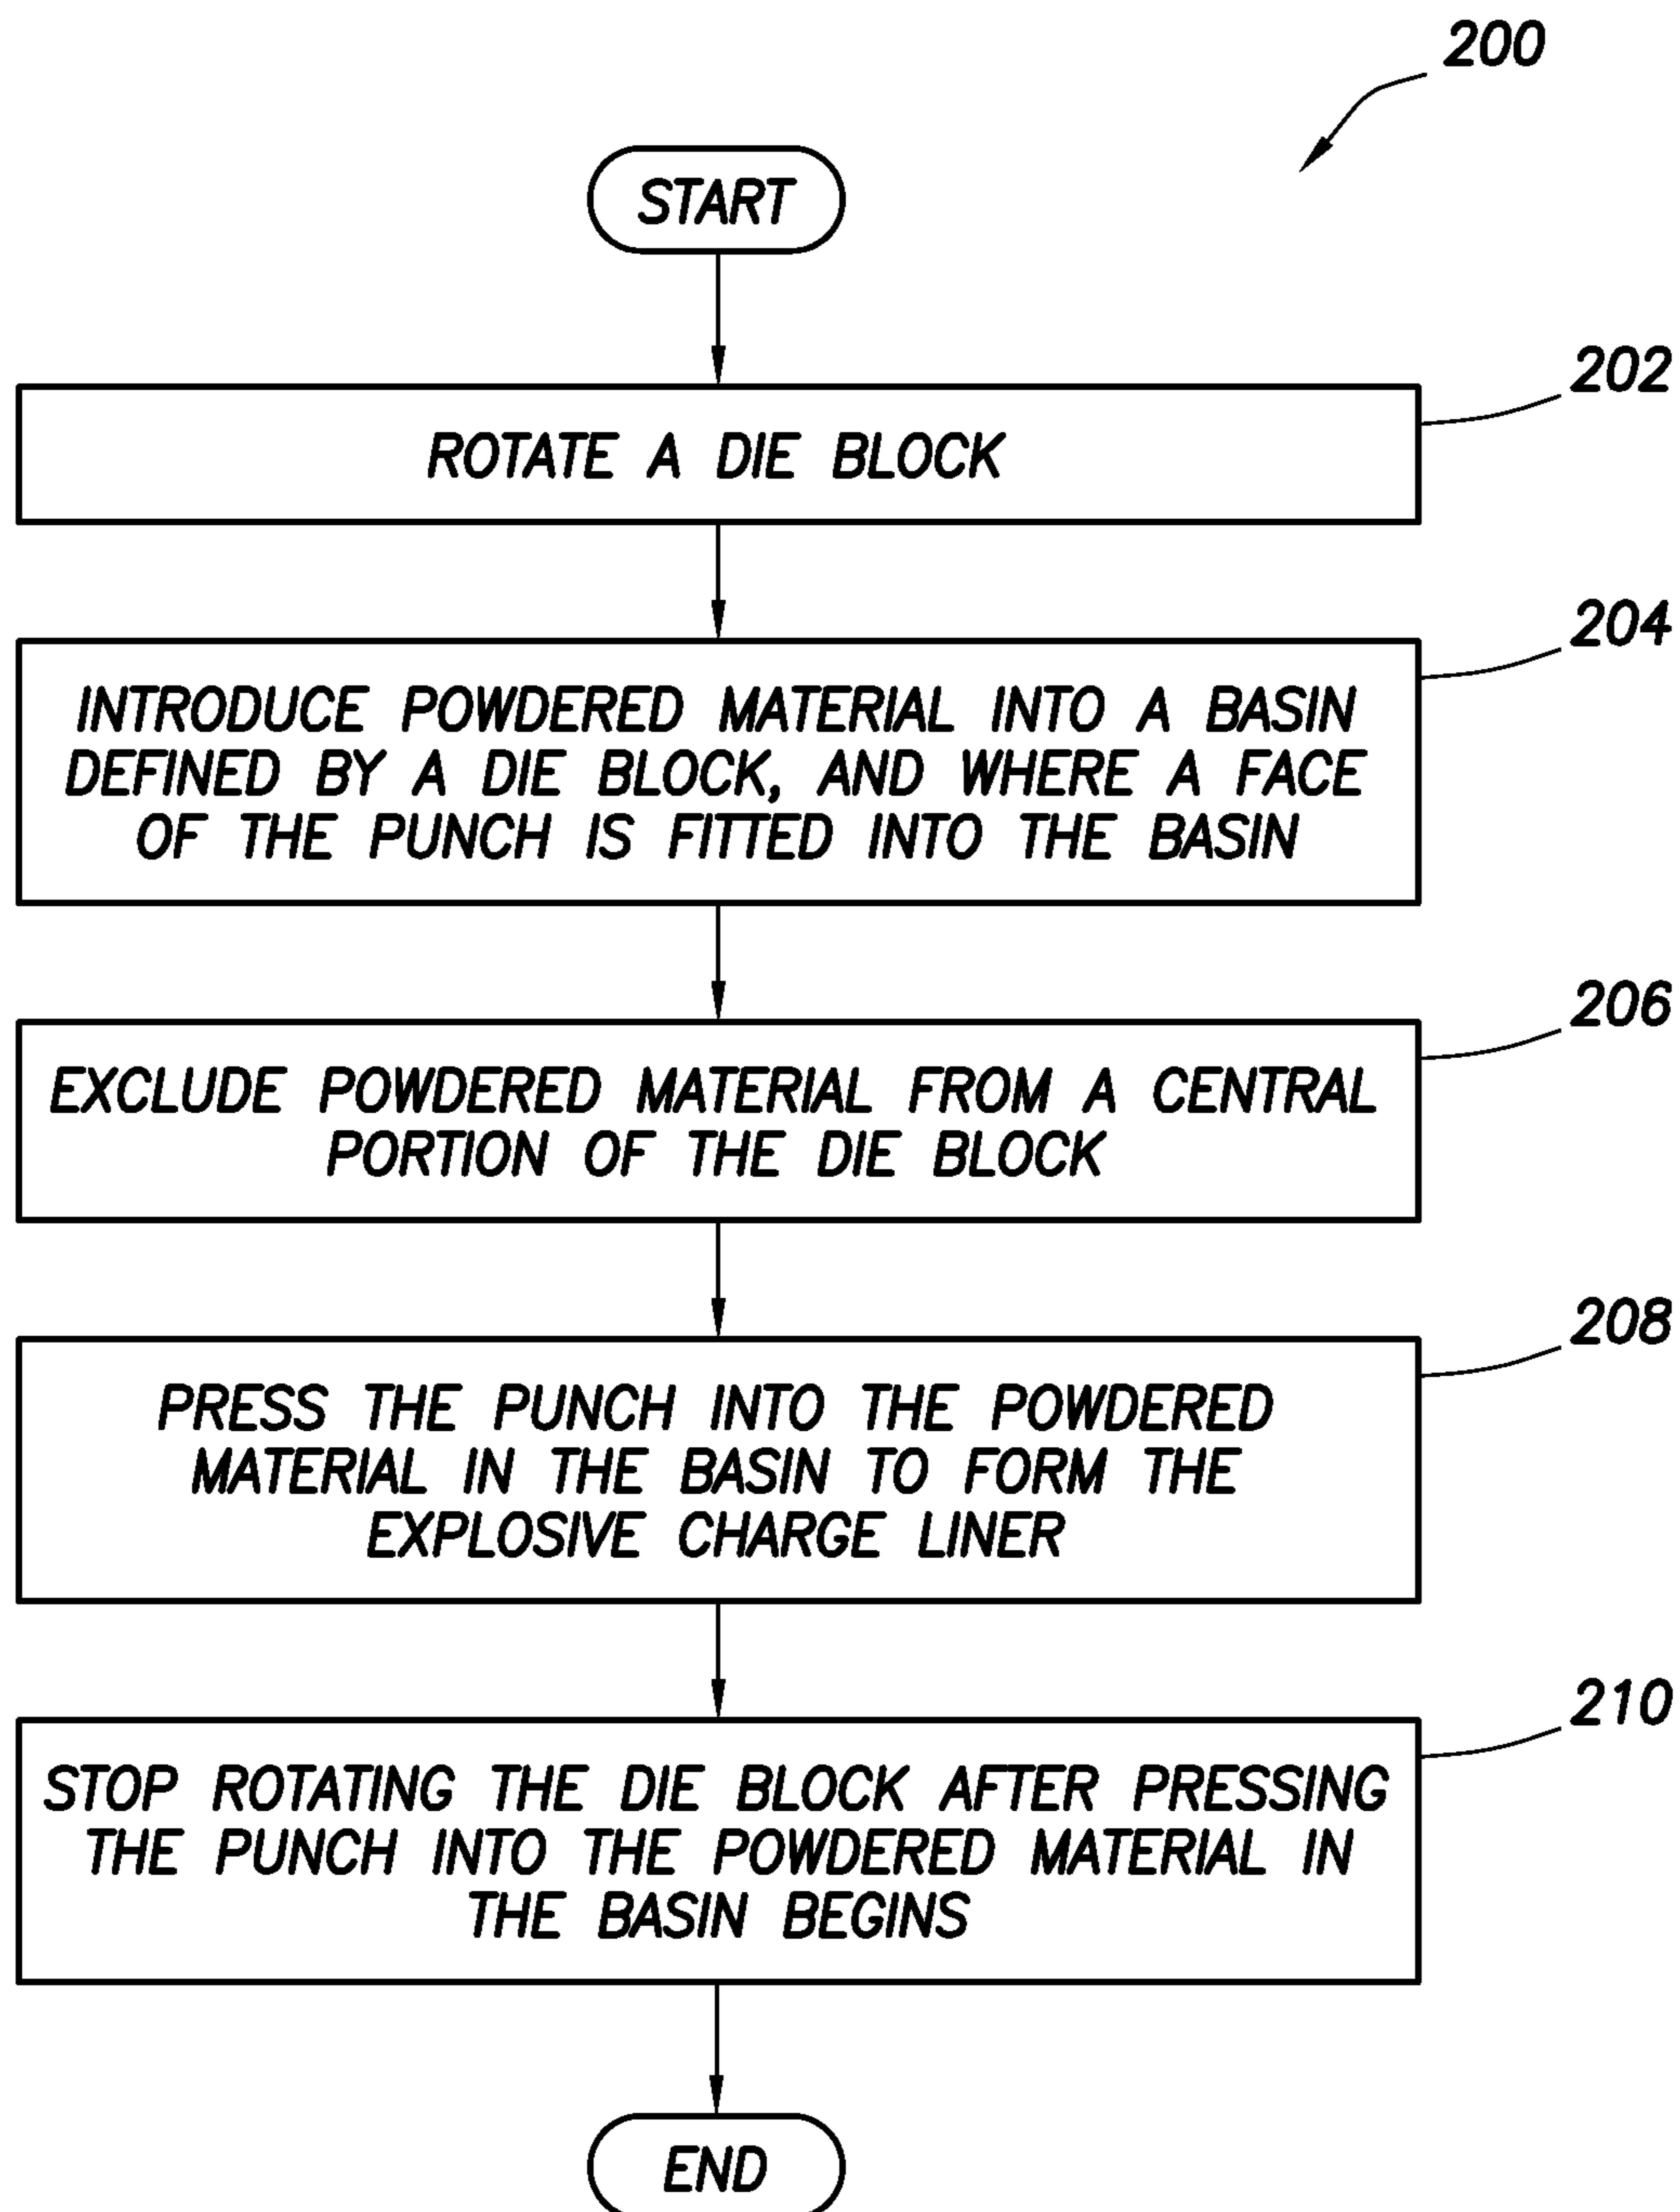 200
START
202
ROTATE A DIE BLOCK
204
INTRODUCE POWDERED MATERIAL INTO A BASIN
DEFINED BY A DIE BLOCK, AND WHERE A FACE
OF THE PUNCH IS FITTED INTO THE BASIN
206
EXCLUDE POWDERED MATERIAL FROM A CENTRAL
PORTION OF THE DIE BLOCK
208
PRESS THE PUNCH INTO THE POWDERED
MATERIAL IN THE BASIN TO FORM THE
EXPLOSIVE CHARGE LINER
210
STOP ROTATING THE DIE BLOCK AFTER PRESSING
THE PUNCH INTO THE POWDERED MATERIAL IN
THE BASIN BEGINS
END